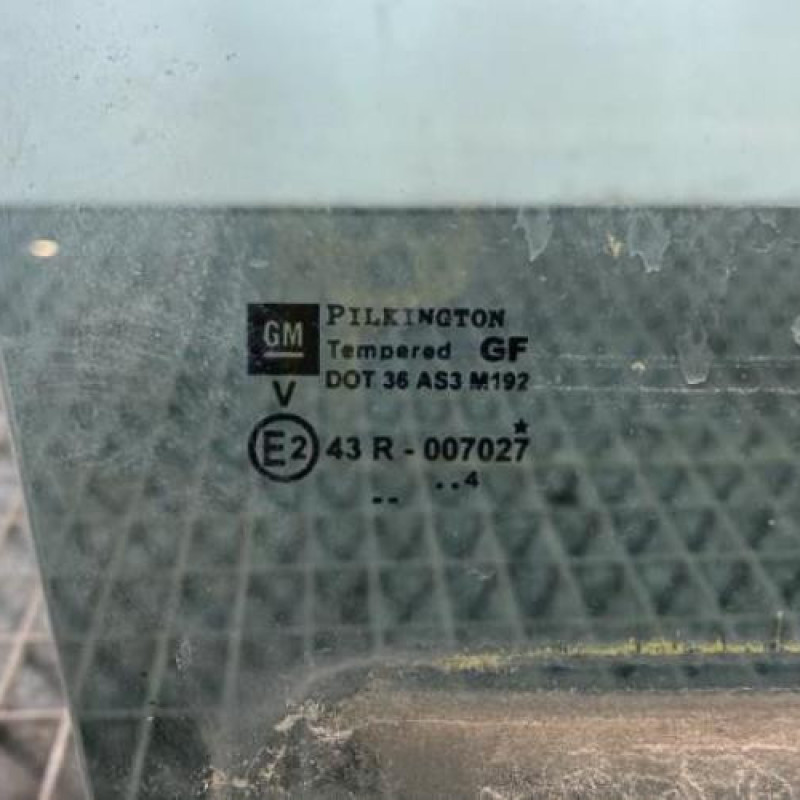 GM PILKINGTON
Tempered GF
DOT 36 AS3 M192
V
E2 43 R - 007027★
.. 4
--